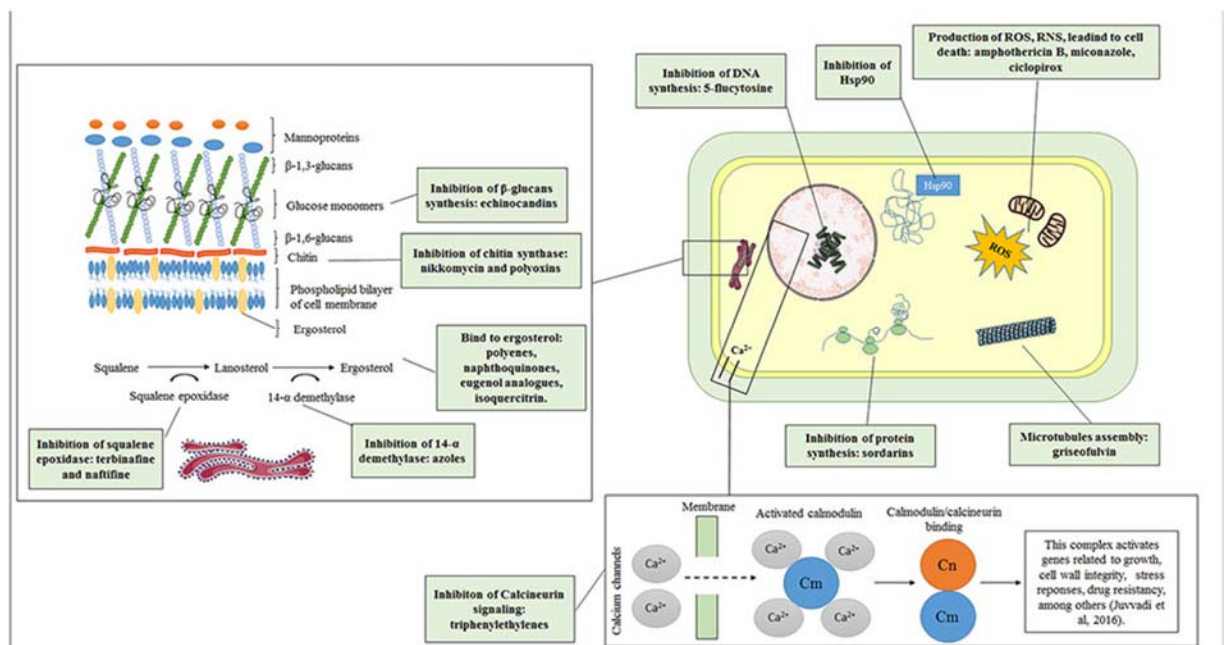 Production of ROS, RNS, leadind to cell
death: amphothericin B, miconazole,
ciclopirox
Inhibition of
Hsp90
Inhibition of DNA
synthesis: 5-flucytosine
Mannoproteins
β-1,3-glucans
Glucose monomers
β-1,6-glucans
Chitin
Phospholipid bilayer
of cell membrane
Ergosterol
Inhibition of β-glucans
synthesis: echinocandins
Inhibition of chitin synthase:
nikkomycin and polyoxins
Bind to ergosterol:
polyenes,
naphthoquinones,
eugenol analogues,
isoquercitrin.
Squalene
Lanosterol
Ergosterol
Squalene epoxidase
14-α demethylase
Inhibition of squalene
epoxidase: terbinafine
and naftifine
Inhibition of 14-α
demethylase: azoles
Hsp90
ROS
Ca²⁺
Inhibition of protein
synthesis: sordarins
Microtubules assembly:
griseofulvin
Inhibiton of Calcineurin
signaling:
triphenylethylenes
Calcium channels
Membrane
Ca²⁺
Ca²⁺
Activated calmodulin
Ca²⁺
Ca²⁺
Cm
Ca²⁺
Ca²⁺
Calmodulin/calcineurin
binding
Cn
Cm
This complex activates
genes related to growth,
cell wall integrity, stress
reponses, drug resistancy,
among others (Juvvadi et
al, 2016).